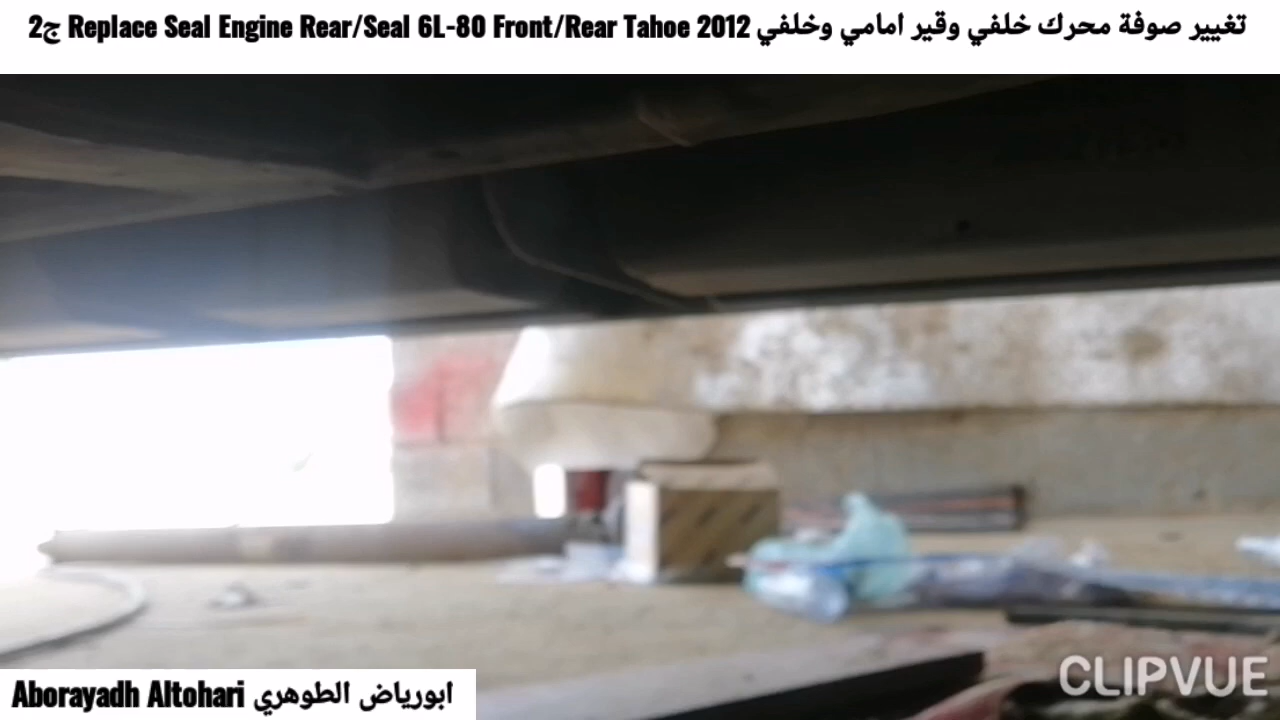 تغيير صوفة محرك خلفي وقير امامي وخلفي Replace Seal Engine Rear/Seal 6L-80 Front/Rear Tahoe 2012 ج2
Aborayadh Altohari ابورياض الطوهري
CLIPVUE